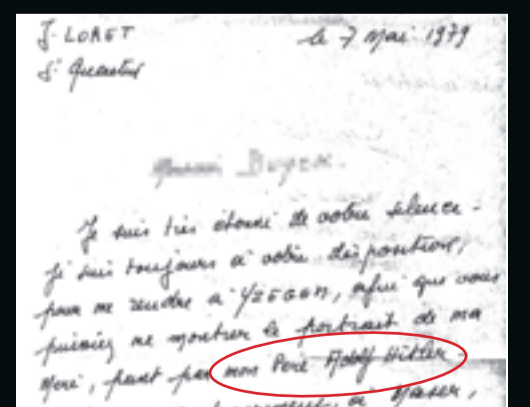 J. LORET le 7 Mai 1979
St Quentin
Monsieur
Je suis très étonné de votre silence.
je suis toujours à votre disposition,
pour me rendre à YZEGEM, afin que vous
puissiez me montrer le portrait de ma
Mère, peint par mon Père Adolf Hitler